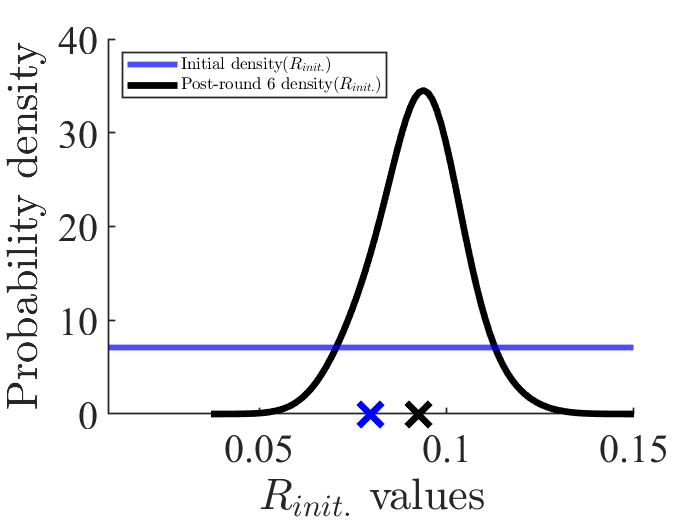 40
30
20
10
0
Probability density
Initial density(R_init.)
Post-round 6 density(R_init.)
0.05
0.1
0.15
R_init. values